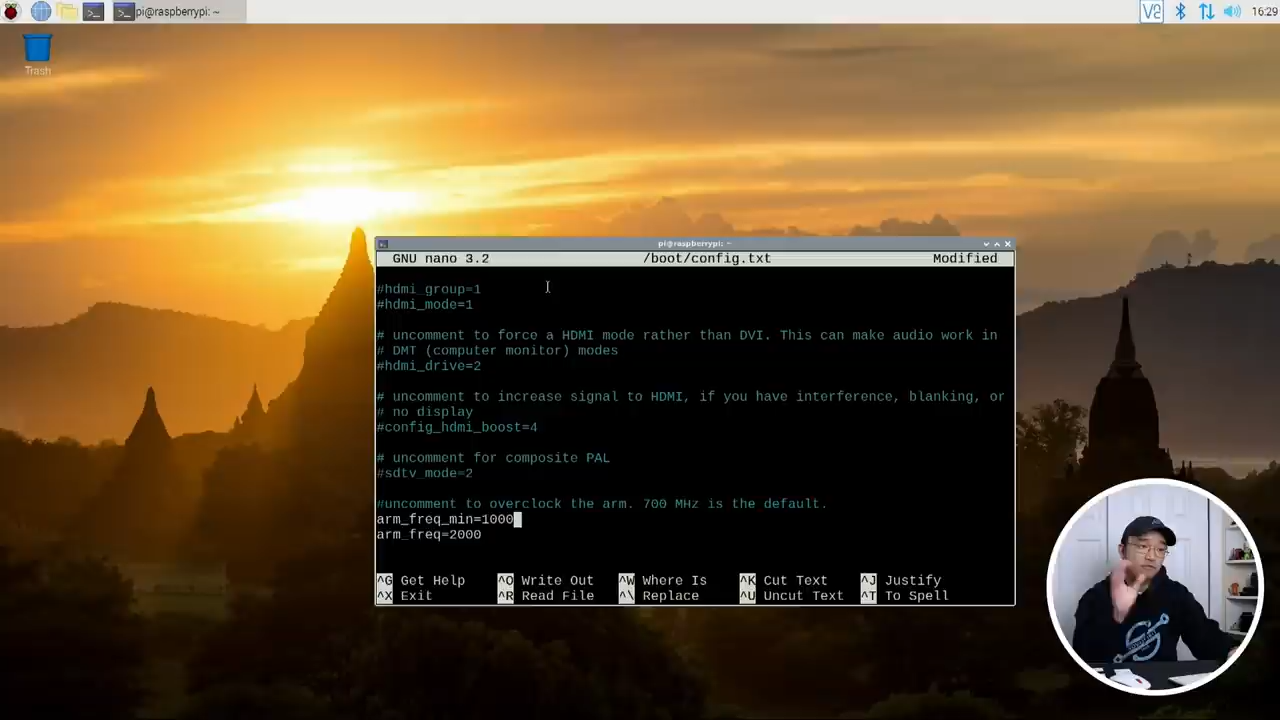 pi@raspberrypi: ~
V2
16:29
Trash
pi@raspberrypi: ~
GNU nano 3.2 /boot/config.txt Modified
#hdmi_group=1
#hdmi_mode=1
# uncomment to force a HDMI mode rather than DVI. This can make audio work in
# DMT (computer monitor) modes
#hdmi_drive=2
# uncomment to increase signal to HDMI, if you have interference, blanking, or
# no display
#config_hdmi_boost=4
# uncomment for composite PAL
#sdtv_mode=2
#uncomment to overclock the arm. 700 MHz is the default.
arm_freq_min=1000
arm_freq=2000
^G Get Help ^O Write Out ^W Where Is ^K Cut Text ^J Justify
^X Exit ^R Read File ^\ Replace ^U Uncut Text ^T To Spell